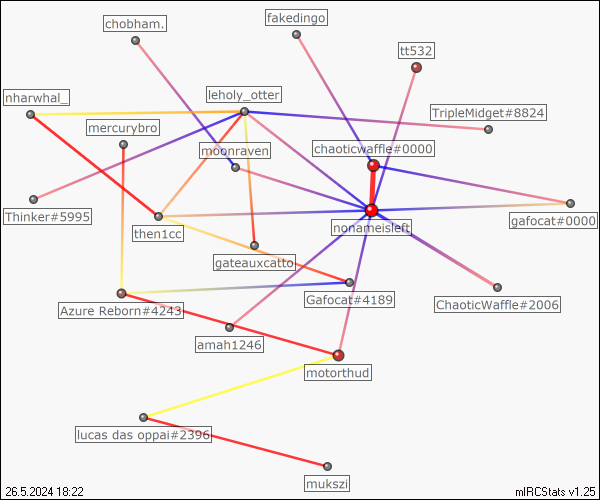 fakedingo
chobham.
tt532
leholy_otter
nharwhal_
TripleMidget#8824
mercurybro
chaoticwaffle#0000
moonraven
Thinker#5995
gafocat#0000
nonameisleft
then1cc
gateauxcatto
Gafocat#4189
ChaoticWaffle#2006
Azure Reborn#4243
amah1246
motorthud
lucas das oppai#2396
mukszi
26.5.2024 18:22
mIRCStats v1.25